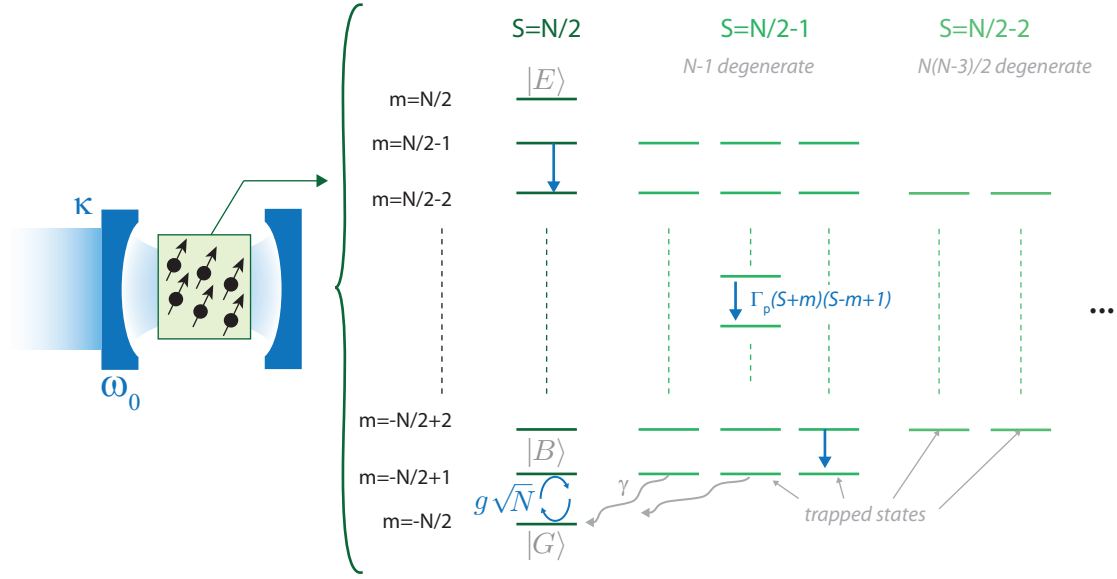 S=N/2
S=N/2-1
S=N/2-2
N-1 degenerate
N(N-3)/2 degenerate
|E⟩
m=N/2
m=N/2-1
m=N/2-2
κ
ω₀
Γₚ(S+m)(S-m+1)
...
m=-N/2+2
|B⟩
m=-N/2+1
g√N
γ
trapped states
m=-N/2
|G⟩